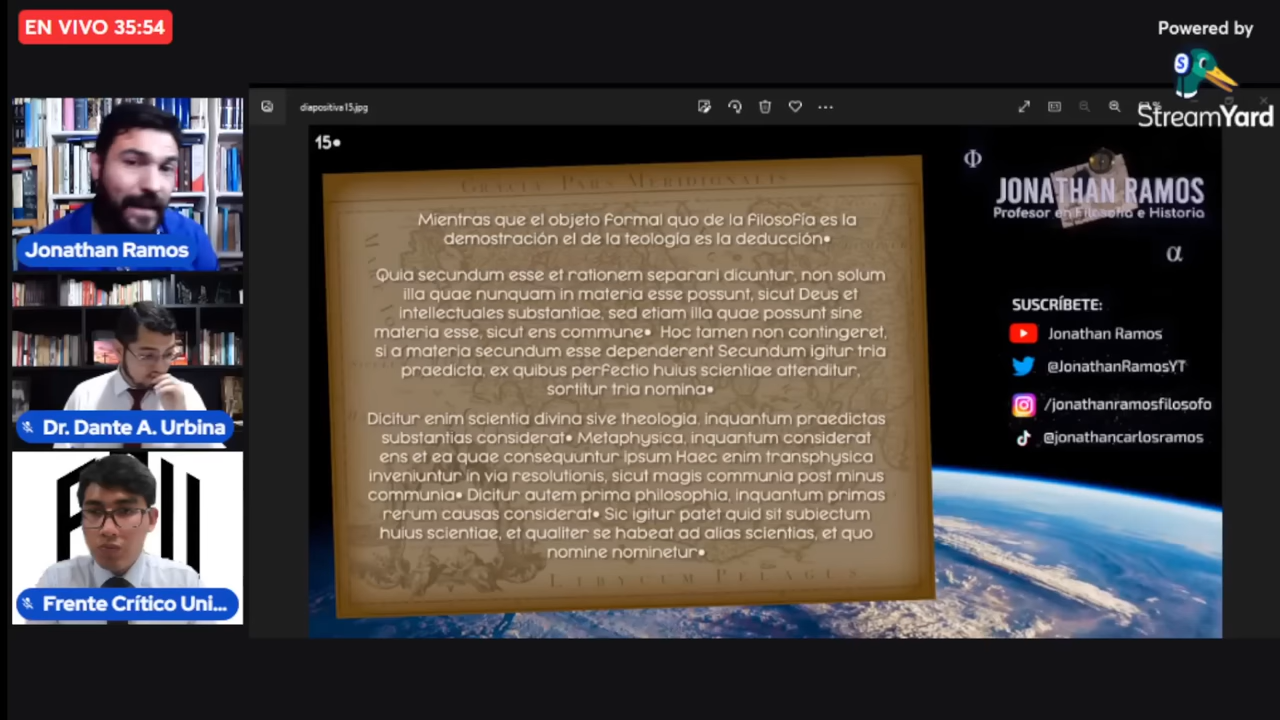 EN VIVO 35:54
Powered by
StreamYard
diapositiva15.jpg
15•
GRÆCIÆ PARS MERIDIONALIS
Mientras que el objeto formal quo de la filosofía es la
demostración el de la teología es la deducción•
Quia secundum esse et rationem separari dicuntur, non solum
illa quae nunquam in materia esse possunt, sicut Deus et
intellectuales substantiae, sed etiam illa quae possunt sine
materia esse, sicut ens commune• Hoc tamen non contingeret,
si a materia secundum esse dependerent Secundum igitur tria
praedicta, ex quibus perfectio huius scientiae attenditur,
sortitur tria nomina•
Dicitur enim scientia divina sive theologia, inquantum praedictas
substantias considerat• Metaphysica, inquantum considerat
ens et ea quae consequuntur ipsum Haec enim transphysica
inveniuntur in via resolutionis, sicut magis communia post minus
communia• Dicitur autem prima philosophia, inquantum primas
rerum causas considerat• Sic igitur patet quid sit subiectum
huius scientiae, et qualiter se habeat ad alias scientias, et quo
nomine nominetur•
LIBYCUM PELAGUS
Φ
JONATHAN RAMOS
Profesor en Filosofía e Historia
α
SUSCRÍBETE:
Jonathan Ramos
@JonathanRamosYT
/jonathanramosfilosofo
@jonathancarlosramos
Jonathan Ramos
Dr. Dante A. Urbina
Frente Crítico Uni...